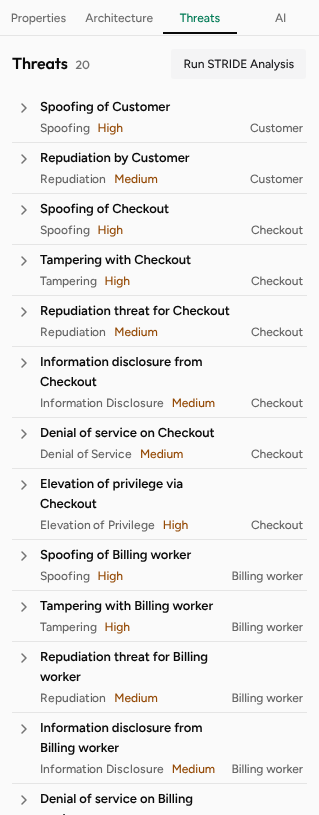 Properties Architecture Threats AI
Threats 20 Run STRIDE Analysis
Spoofing of Customer
Spoofing High Customer
Repudiation by Customer
Repudiation Medium Customer
Spoofing of Checkout
Spoofing High Checkout
Tampering with Checkout
Tampering High Checkout
Repudiation threat for Checkout
Repudiation Medium Checkout
Information disclosure from
Checkout
Information Disclosure Medium Checkout
Denial of service on Checkout
Denial of Service Medium Checkout
Elevation of privilege via
Checkout
Elevation of Privilege High Checkout
Spoofing of Billing worker
Spoofing High Billing worker
Tampering with Billing worker
Tampering High Billing worker
Repudiation threat for Billing
worker
Repudiation Medium Billing worker
Information disclosure from
Billing worker
Information Disclosure Medium Billing worker
Denial of service on Billing